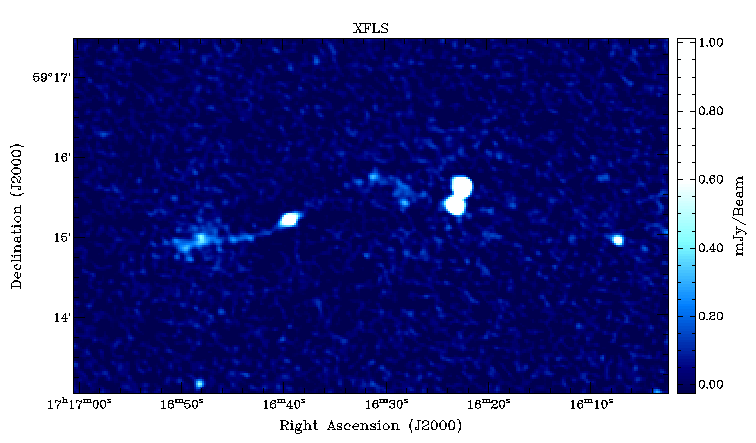 XFLS
1.00
59°17'
0.80
16'
0.60
15'
0.40
14'
0.20
0.00
17ʰ17ᵐ00ˢ 16ᵐ50ˢ 16ᵐ40ˢ 16ᵐ30ˢ 16ᵐ20ˢ 16ᵐ10ˢ
Right Ascension (J2000)
Declination (J2000)
mJy/Beam